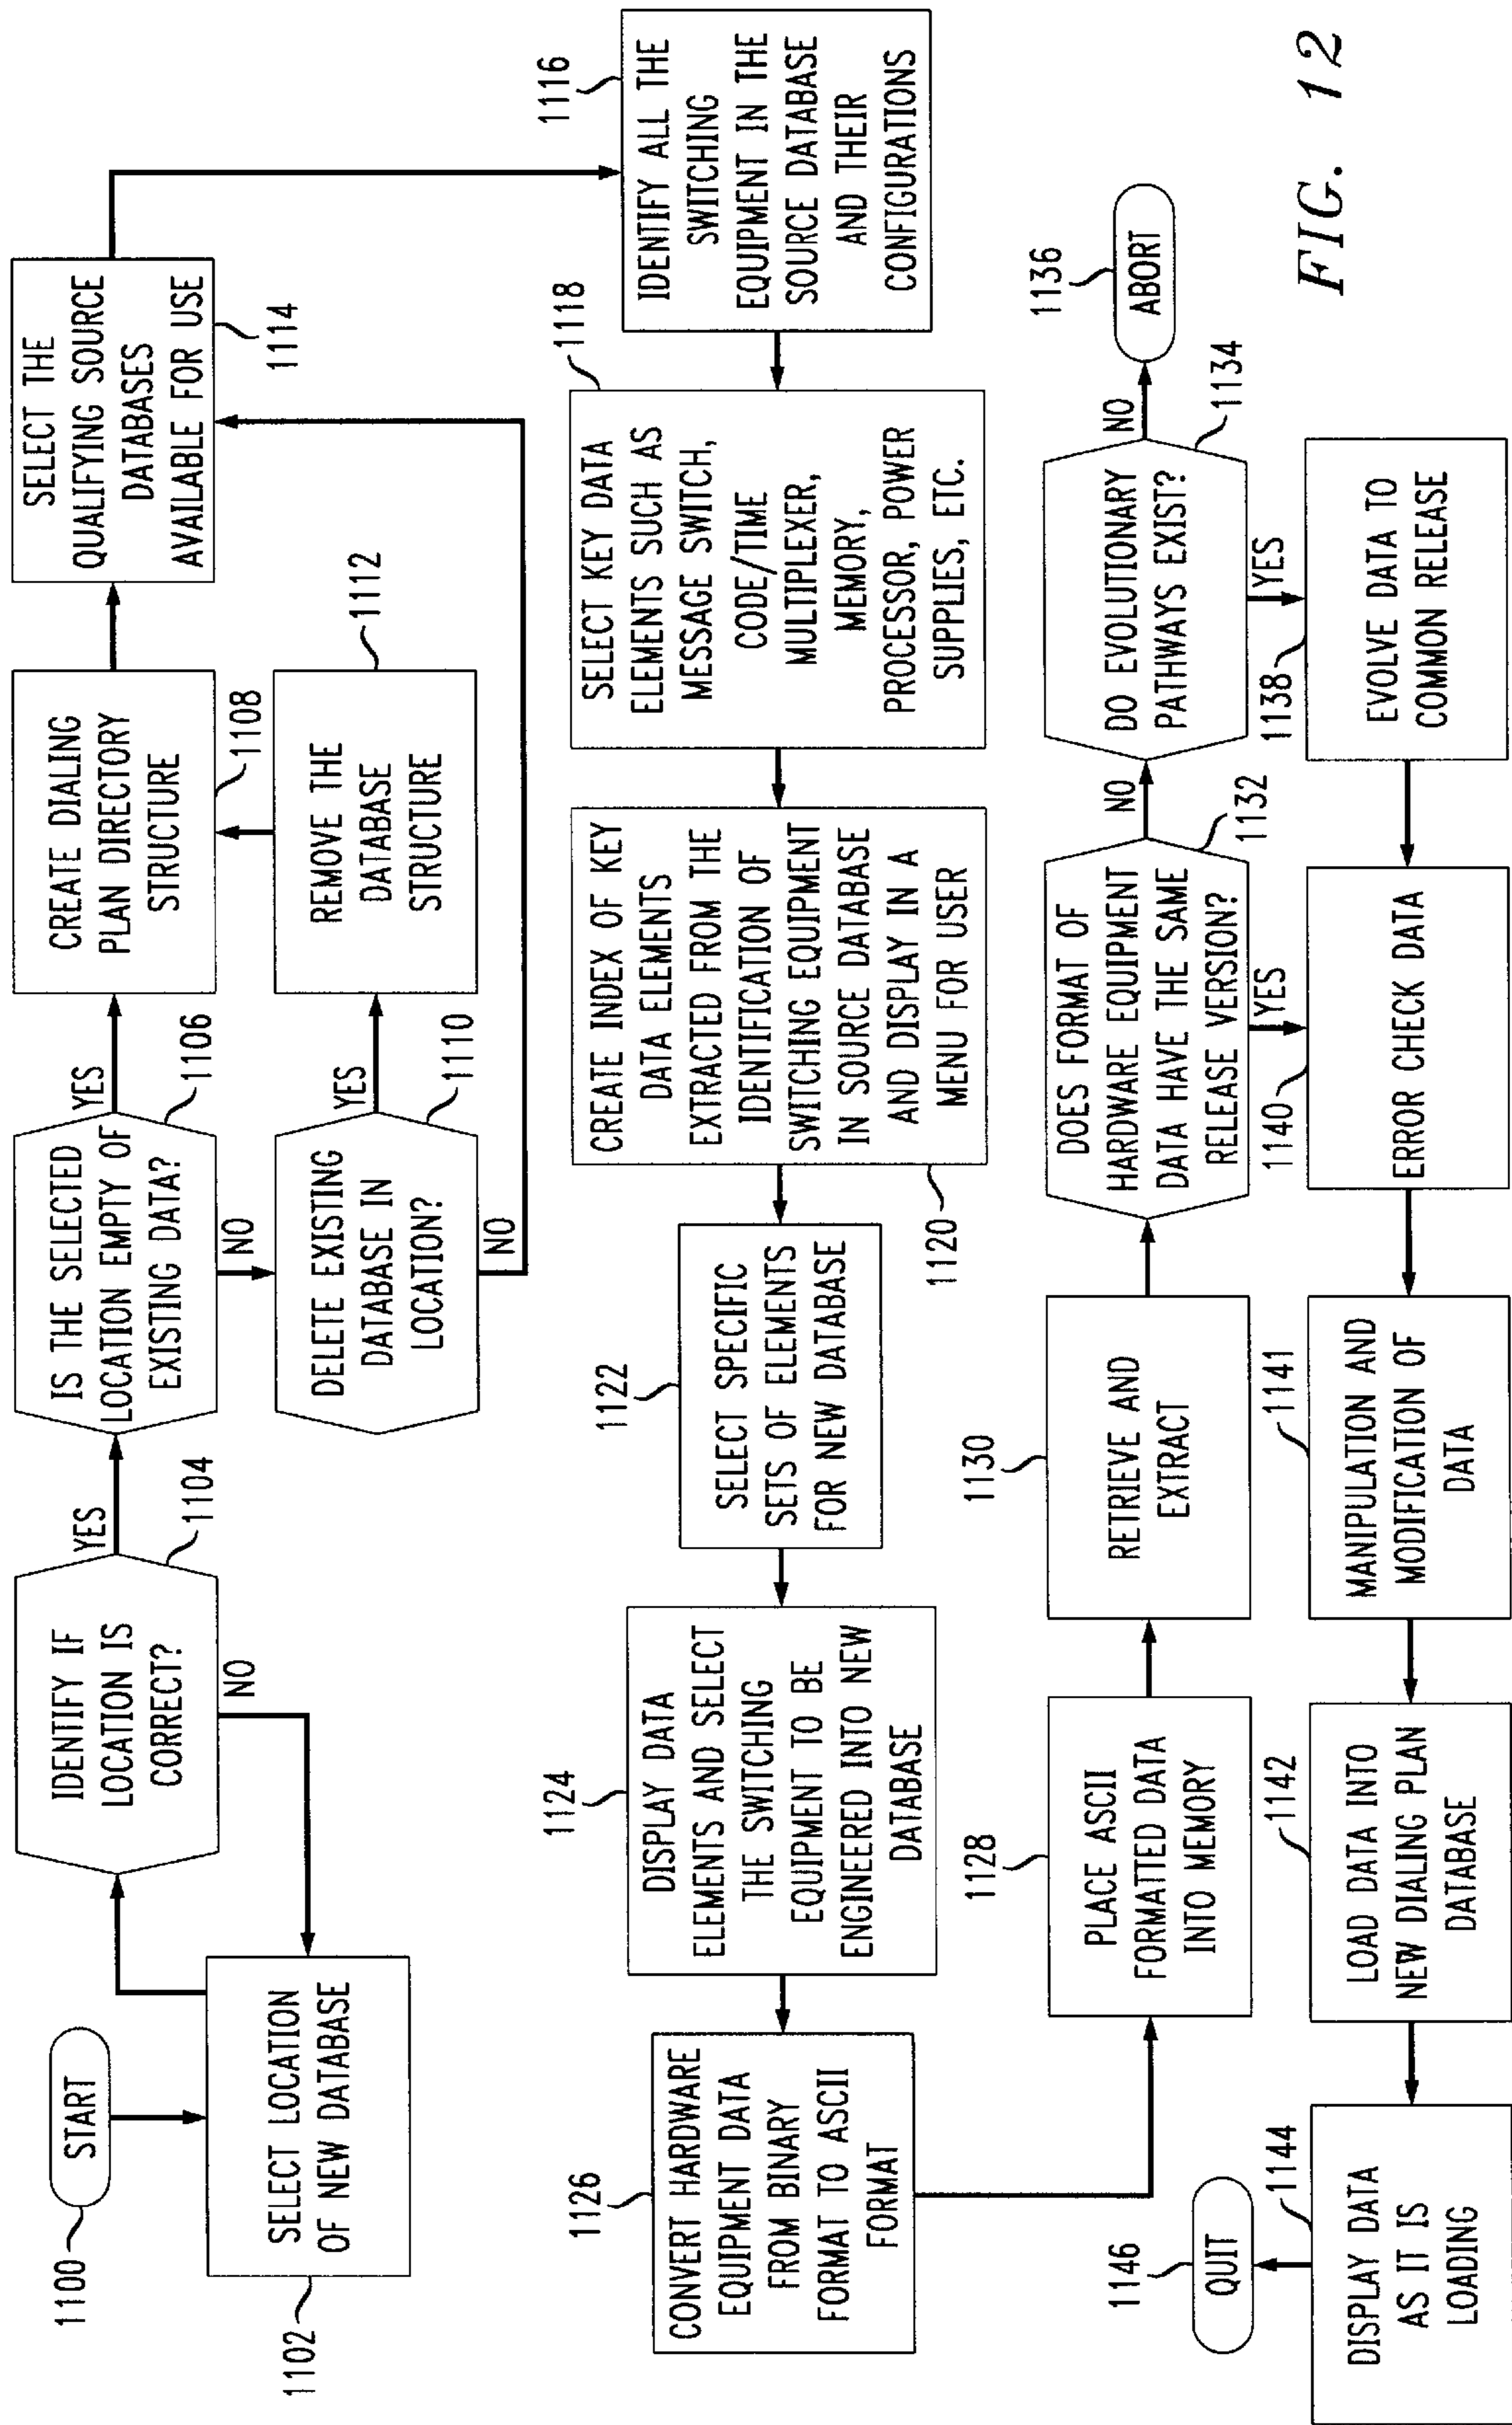 1100
START
SELECT LOCATION
OF NEW DATABASE
1102
IDENTIFY IF
LOCATION IS
CORRECT?
1104
YES
NO
IS THE SELECTED
LOCATION EMPTY OF
EXISTING DATA?
1106
YES
NO
CREATE DIALING
PLAN DIRECTORY
STRUCTURE
1108
DELETE EXISTING
DATABASE IN
LOCATION?
1110
YES
NO
REMOVE THE
DATABASE
STRUCTURE
1112
SELECT THE
QUALIFYING SOURCE
DATABASES
AVAILABLE FOR USE
1114
1116
IDENTIFY ALL THE
SWITCHING
EQUIPMENT IN THE
SOURCE DATABASE
AND THEIR
CONFIGURATIONS
1118
SELECT KEY DATA
ELEMENTS SUCH AS
MESSAGE SWITCH,
CODE/TIME
MULTIPLEXER,
MEMORY,
PROCESSOR, POWER
SUPPLIES, ETC.
CREATE INDEX OF KEY
DATA ELEMENTS
EXTRACTED FROM THE
IDENTIFICATION OF
SWITCHING EQUIPMENT
IN SOURCE DATABASE
AND DISPLAY IN A
MENU FOR USER
1120
1122
SELECT SPECIFIC
SETS OF ELEMENTS
FOR NEW DATABASE
1124
DISPLAY DATA
ELEMENTS AND SELECT
THE SWITCHING
EQUIPMENT TO BE
ENGINEERED INTO NEW
DATABASE
1126
CONVERT HARDWARE
EQUIPMENT DATA
FROM BINARY
FORMAT TO ASCII
FORMAT
1128
PLACE ASCII
FORMATTED DATA
INTO MEMORY
1130
RETRIEVE AND
EXTRACT
DOES FORMAT OF
HARDWARE EQUIPMENT
DATA HAVE THE SAME
RELEASE VERSION?
1132
NO
YES
DO EVOLUTIONARY
PATHWAYS EXIST?
1134
NO
YES
1136
ABORT
1138
EVOLVE DATA TO
COMMON RELEASE
1140
ERROR CHECK DATA
1141
MANIPULATION AND
MODIFICATION OF
DATA
1142
LOAD DATA INTO
NEW DIALING PLAN
DATABASE
1144
DISPLAY DATA
AS IT IS
LOADING
1146
QUIT
FIG. 12